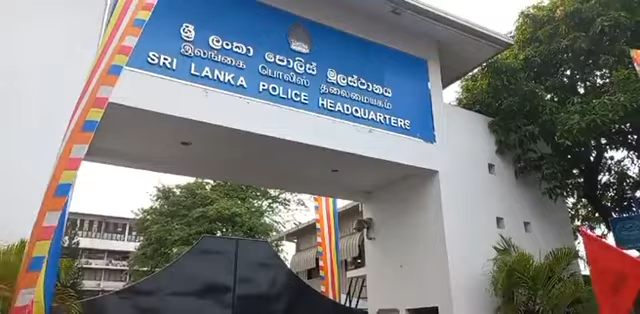 ශ්‍රී ලංකා පොලිස් මූලස්ථානය
இலங்கை பொலிஸ் தலைமையகம்
SRI LANKA POLICE HEADQUARTERS